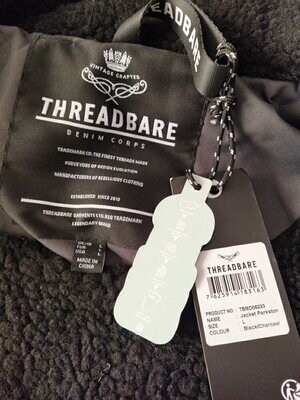 THREADBARE
VINTAGE CRAFTED
THREADBARE
DENIM CORPS
TRADEMARK CO. THE FINEST THREADS MADE
PURVEYORS OF DESIGN EVOLUTION
MANUFACTURERS OF REBELLIOUS CLOTHING
ESTABLISHED SINCE 2010
THREADBARE GARMENTS LTD. REG TRADEMARK
LEGENDARY
MADE IN
CHINA
THREADBARE
PRODUCT NO
NAME : Jacket Parkston
SIZE : L
COLOUR : Black/Charcoal